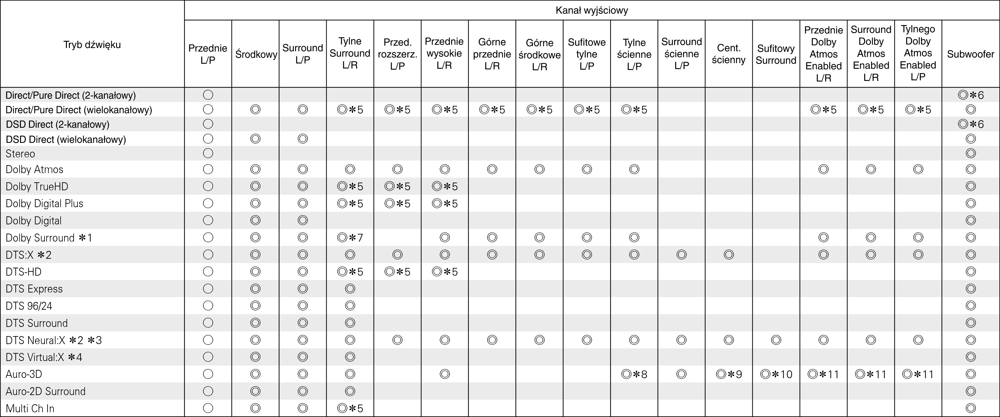 Kanał wyjściowy
Tryb dźwięku
Przednie
L/P
Środkowy
Surround
L/P
Tylne
Surround
L/R
Przed.
rozszerz.
L/P
Przednie
wysokie
L/R
Górne
przednie
L/R
Górne
środkowe
L/R
Sufitowe
tylne
L/P
Tylne
ścienne
L/P
Surround
ścienne
L/P
Cent.
ścienny
Sufitowy
Surround
Przednie
Dolby
Atmos
Enabled
L/R
Surround
Dolby
Atmos
Enabled
L/R
Tylnego
Dolby
Atmos
Enabled
L/P
Subwoofer
Direct/Pure Direct (2-kanałowy) ○ ◎*6
Direct/Pure Direct (wielokanałowy) ○ ◎ ◎ ◎*5 ◎*5 ◎*5 ◎*5 ◎*5 ◎*5 ◎*5 ◎*5 ◎*5 ◎*5 ◎
DSD Direct (2-kanałowy) ○ ◎*6
DSD Direct (wielokanałowy) ○ ◎ ◎ ◎
Stereo ○ ◎
Dolby Atmos ○ ◎ ◎ ◎ ◎ ◎ ◎ ◎ ◎ ◎ ◎ ◎ ◎ ◎
Dolby TrueHD ○ ◎ ◎ ◎*5 ◎*5 ◎*5 ◎
Dolby Digital Plus ○ ◎ ◎ ◎*5 ◎*5 ◎*5 ◎
Dolby Digital ○ ◎ ◎ ◎
Dolby Surround *1 ○ ◎ ◎ ◎*7 ◎ ◎ ◎ ◎ ◎ ◎ ◎ ◎ ◎
DTS:X *2 ○ ◎ ◎ ◎ ◎ ◎ ◎ ◎ ◎ ◎ ◎ ◎ ◎ ◎ ◎ ◎
DTS-HD ○ ◎ ◎ ◎*5 ◎*5 ◎*5 ◎
DTS Express ○ ◎ ◎ ◎ ◎
DTS 96/24 ○ ◎ ◎ ◎ ◎
DTS Surround ○ ◎ ◎ ◎ ◎
DTS Neural:X *2 *3 ○ ◎ ◎ ◎ ◎ ◎ ◎ ◎ ◎ ◎ ◎ ◎ ◎ ◎ ◎ ◎ ◎
DTS Virtual:X *4 ○ ◎ ◎ ◎ ◎
Auro-3D ○ ◎ ◎ ◎ ◎ ◎*8 ◎ ◎*9 ◎*10 ◎*11 ◎*11 ◎*11 ◎
Auro-2D Surround ○ ◎ ◎ ◎ ◎
Multi Ch In ○ ◎ ◎ ◎*5 ◎